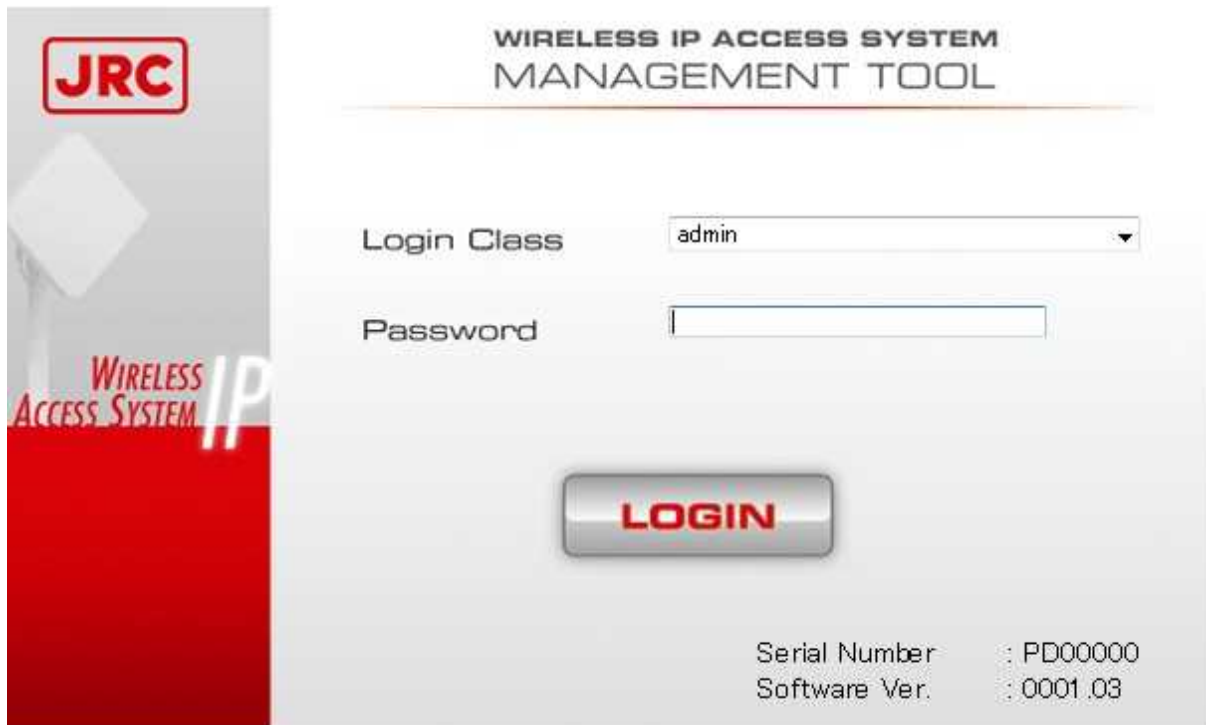 JRC
WIRELESS IP ACCESS SYSTEM
MANAGEMENT TOOL
Login Class
admin
Password
WIRELESS
ACCESS SYSTEM IP
LOGIN
Serial Number : PD00000
Software Ver. : 0001.03